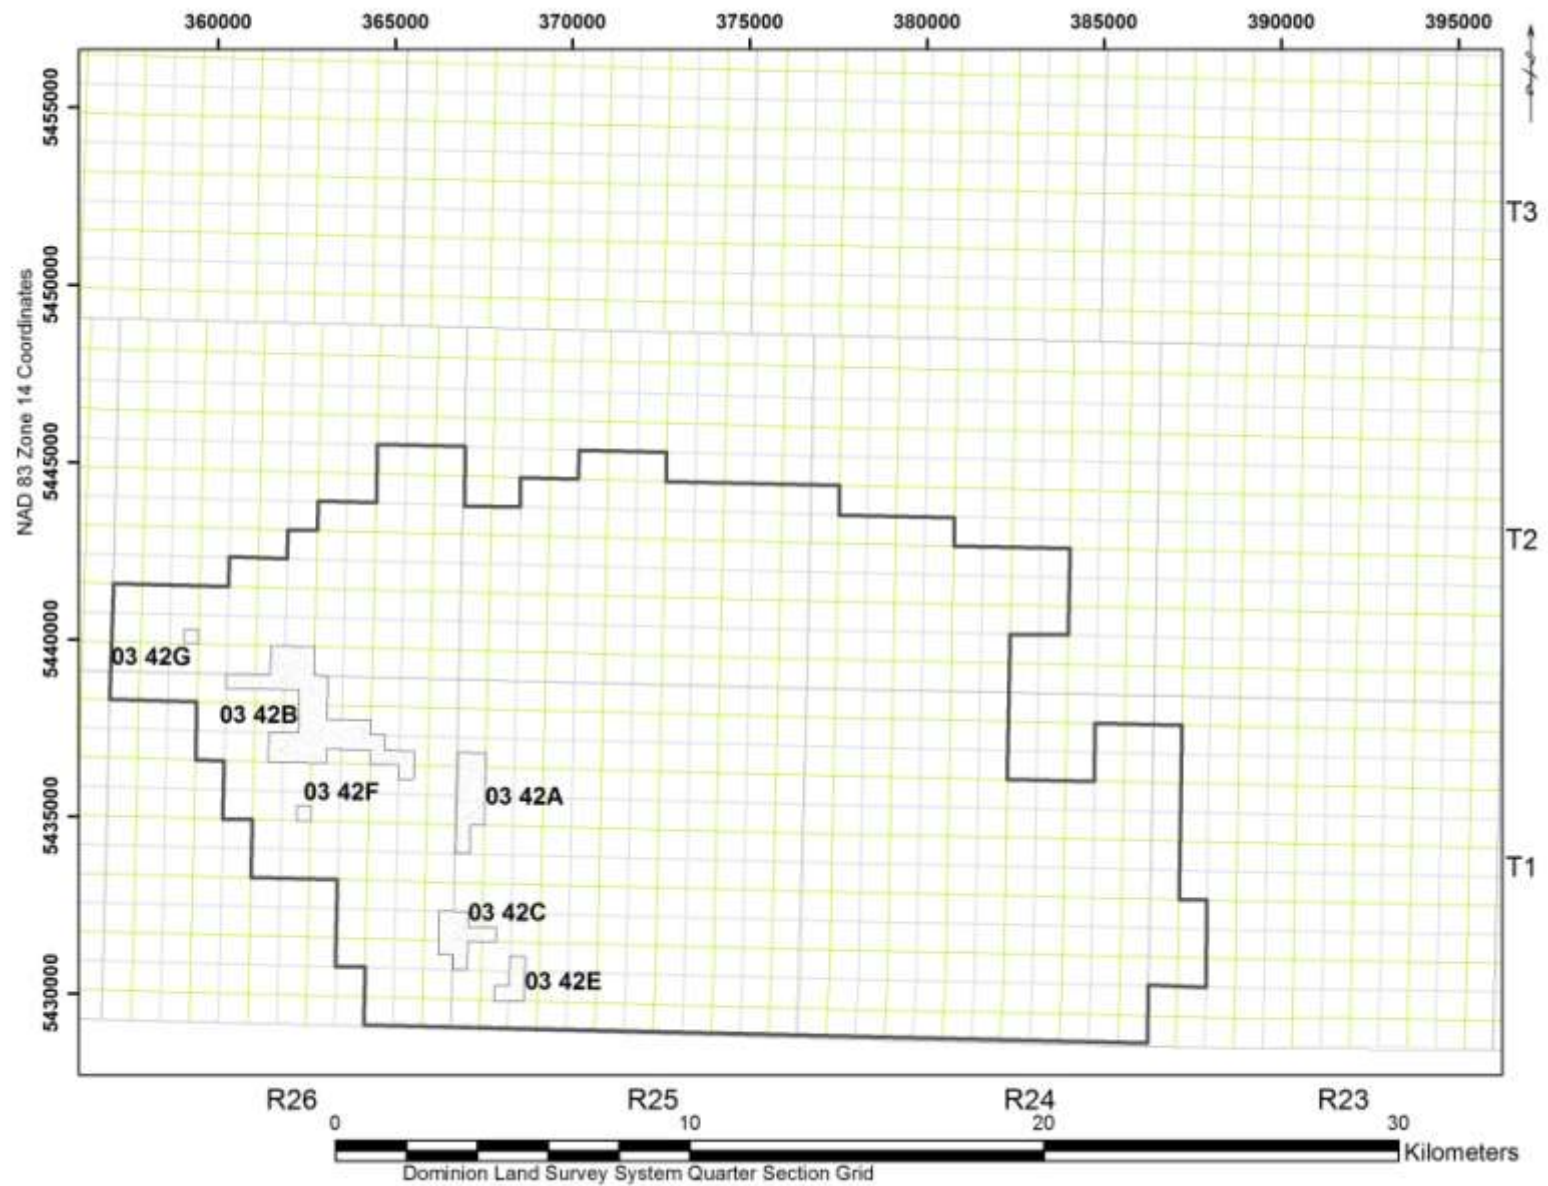 360000 365000 370000 375000 380000 385000 390000 395000
5455000
5450000
5445000
5440000
5435000
5430000
NAD 83 Zone 14 Coordinates
T3
T2
T1
03 42G
03 42B
03 42F
03 42A
03 42C
03 42E
R26 R25 R24 R23
0 10 20 30
Kilometers
Dominion Land Survey System Quarter Section Grid